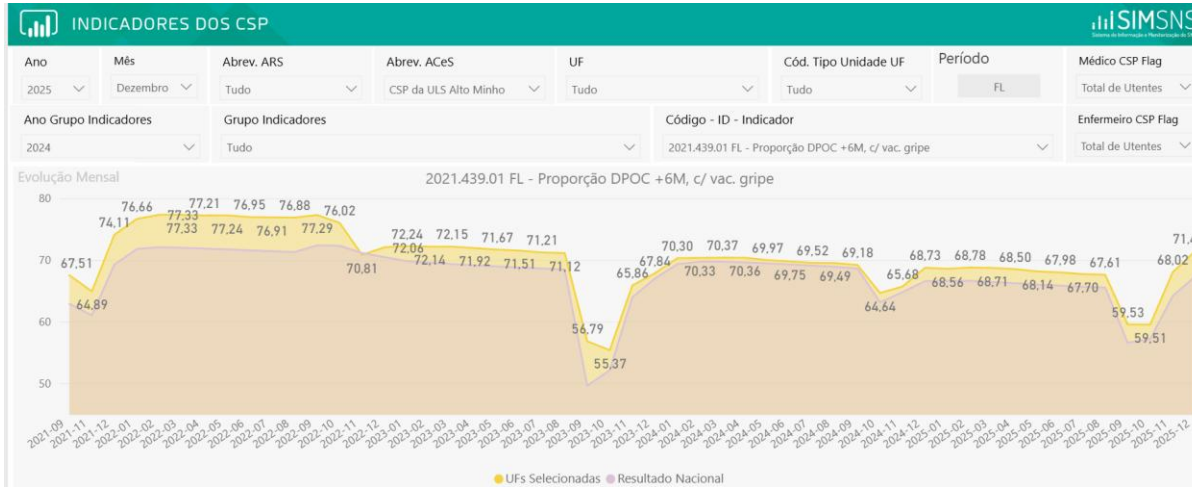 INDICADORES DOS CSP
SIMSNS
Ano Mês Abrev. ARS Abrev. ACeS UF Cód. Tipo Unidade UF Período Médico CSP Flag
2025 Dezembro Tudo CSP da ULS Alto Minho Tudo Tudo FL Total de Utentes
Ano Grupo Indicadores Grupo Indicadores Código - ID - Indicador Enfermeiro CSP Flag
2024 Tudo 2021.439.01 FL - Proporção DPOC +6M, c/ vac. gripe Total de Utentes
Evolução Mensal
2021.439.01 FL - Proporção DPOC +6M, c/ vac. gripe
80
70
60
50
67,51 64,89 74,11 76,66 77,33 77,33 77,21 77,24 76,95 76,91 76,88 77,29 76,02 70,81 72,06 72,24 72,14 72,15 71,92 71,67 71,51 71,21 71,12 56,79 55,37 65,86 67,84 70,30 70,33 70,37 70,36 69,97 69,75 69,52 69,49 69,18 64,64 65,68 68,73 68,56 68,78 68,71 68,50 68,14 67,98 67,70 67,61 59,53 59,51 68,02 71,4
2021-09 2021-11 2021-12 2022-02 2022-03 2022-04 2022-05 2022-06 2022-07 2022-08 2022-09 2022-10 2022-11 2022-12 2023-01 2023-03 2023-04 2023-05 2023-06 2023-07 2023-08 2023-09 2023-10 2023-12 2024-01 2024-02 2024-04 2024-05 2024-06 2024-07 2024-08 2024-09 2024-11 2024-12 2025-01 2025-02 2025-03 2025-04 2025-05 2025-06 2025-07 2025-08 2025-09 2025-10 2025-11 2025-12
UFs Selecionadas Resultado Nacional